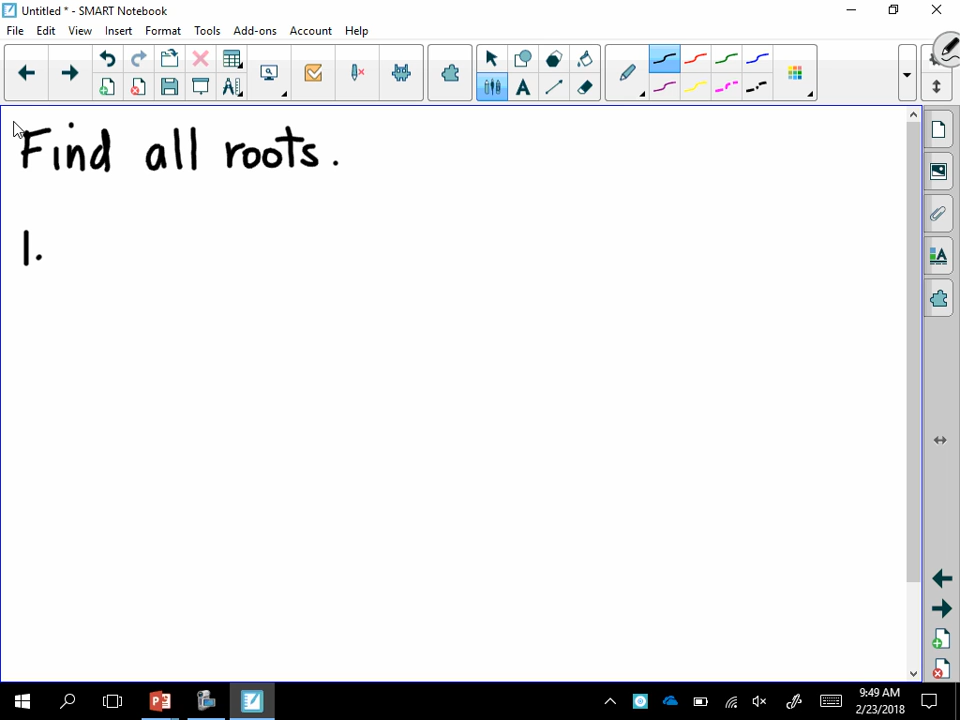 Untitled * - SMART Notebook
File Edit View Insert Format Tools Add-ons Account Help
Find all roots.
1.
9:49 AM
2/23/2018